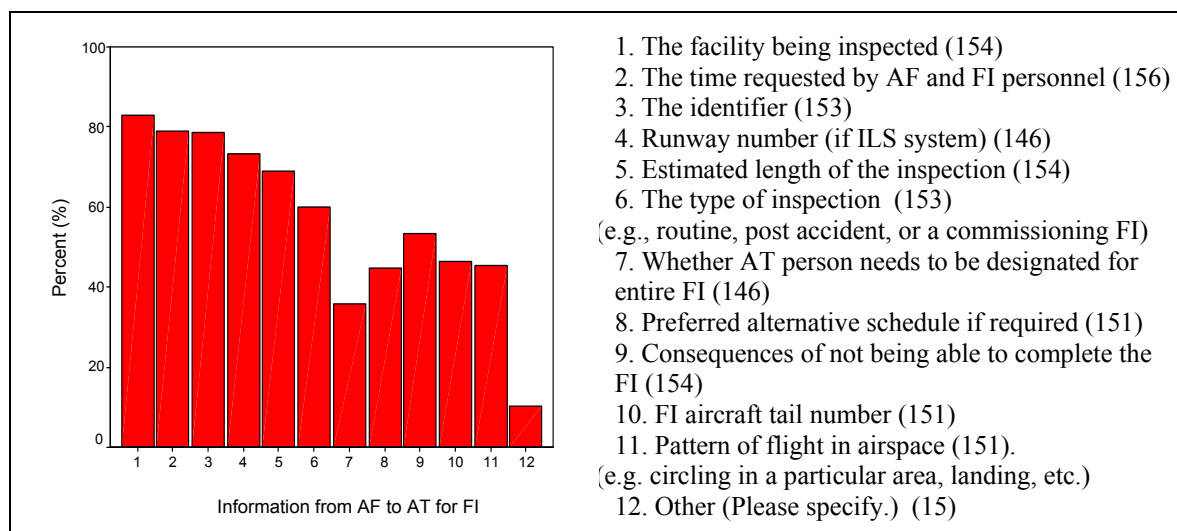 100
80
60
40
20
0
Percent (%)
1 2 3 4 5 6 7 8 9 10 11 12
Information from AF to AT for FI
1. The facility being inspected (154)
2. The time requested by AF and FI personnel (156)
3. The identifier (153)
4. Runway number (if ILS system) (146)
5. Estimated length of the inspection (154)
6. The type of inspection  (153)
(e.g., routine, post accident, or a commissioning FI)
7. Whether AT person needs to be designated for
entire FI (146)
8. Preferred alternative schedule if required (151)
9. Consequences of not being able to complete the
FI (154)
10. FI aircraft tail number (151)
11. Pattern of flight in airspace (151).
(e.g. circling in a particular area, landing, etc.)
12. Other (Please specify.)  (15)